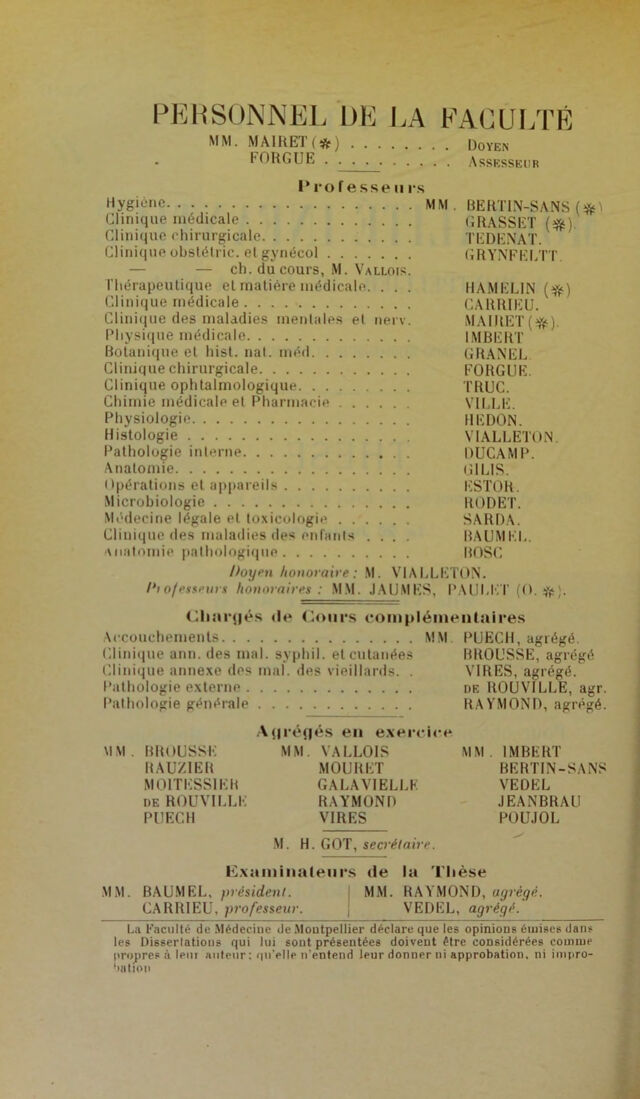 PERSONNEL DE LA FACULTÉ
MM. MAIRET (✻) . . . . . . . . DOYEN
FORGUE . . . . . . . . . . ASSESSEUR
Professeurs
Hygiène. . . . . . . . . . . . . . . . . . MM. BERTIN-SANS (✻)
Clinique médicale . . . . . . . . . . . . GRASSET (✻).
Clinique chirurgicale. . . . . . . . . . . TEDENAT.
Clinique obstétric. et gynécol . . . . . . . GRYNFELTT.
— — ch. du cours, M. VALLOIS.
Thérapeutique et matière médicale. . . . HAMELIN (✻)
Clinique médicale . . . . . . . . . . . . CARRIEU.
Clinique des maladies mentales et nerv. MAIRET (✻).
Physique médicale. . . . . . . . . . . . IMBERT
Botanique et hist. nat. méd. . . . . . . . GRANEL
Clinique chirurgicale. . . . . . . . . . . FORGUE.
Clinique ophtalmologique. . . . . . . . . TRUC.
Chimie médicale et Pharmacie . . . . . . VILLE.
Physiologie. . . . . . . . . . . . . . . . HEDON.
Histologie . . . . . . . . . . . . . . . . VIALLETON.
Pathologie interne. . . . . . . . . . . . DUCAMP.
Anatomie. . . . . . . . . . . . . . . . . GILIS.
Opérations et appareils . . . . . . . . . ESTOR.
Microbiologie . . . . . . . . . . . . . . RODET.
Médecine légale et toxicologie . . . . . . SARDA.
Clinique des maladies des enfants . . . . BAUMEL.
Anatomie pathologique . . . . . . . . . . BOSC
Doyen honoraire : M. VIALLETON.
Professeurs honoraires : MM. JAUMES, PAULET (O. ✻).
Chargés de Cours complémentaires
Accouchements. . . . . . . . . . . . . . MM. PUECH, agrégé.
Clinique ann. des mal. syphil. et cutanées BROUSSE, agrégé
Clinique annexe des mal. des vieillards. . VIRES, agrégé.
Pathologie externe . . . . . . . . . . . . DE ROUVILLE, agr.
Pathologie générale . . . . . . . . . . . RAYMOND, agrégé.
Agrégés en exercice
MM. BROUSSE MM. VALLOIS MM. IMBERT
RAUZIER MOURET BERTIN-SANS
MOITESSIER GALAVIELLE VEDEL
DE ROUVILLE RAYMOND JEANBRAU
PUECH VIRES POUJOL
M. H. GOT, secrétaire.
Examinateurs de la Thèse
MM. BAUMEL, président. MM. RAYMOND, agrégé.
CARRIEU, professeur. VEDEL, agrégé.
La Faculté de Médecine de Montpellier déclare que les opinions émises dans
les Dissertations qui lui sont présentées doivent être considérées comme
propres à leur auteur ; qu'elle n'entend leur donner ni approbation, ni impro-
bation